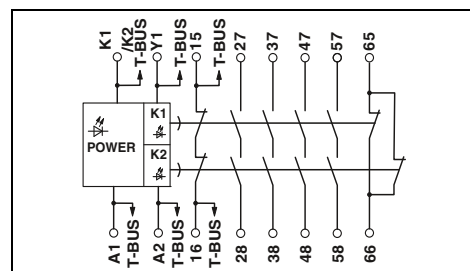 K1
/K2
T-BUS
Y1
T-BUS
15
T-BUS
27
37
47
57
65
K1
POWER
K2
A1
T-BUS
A2
T-BUS
16
T-BUS
28
38
48
58
66